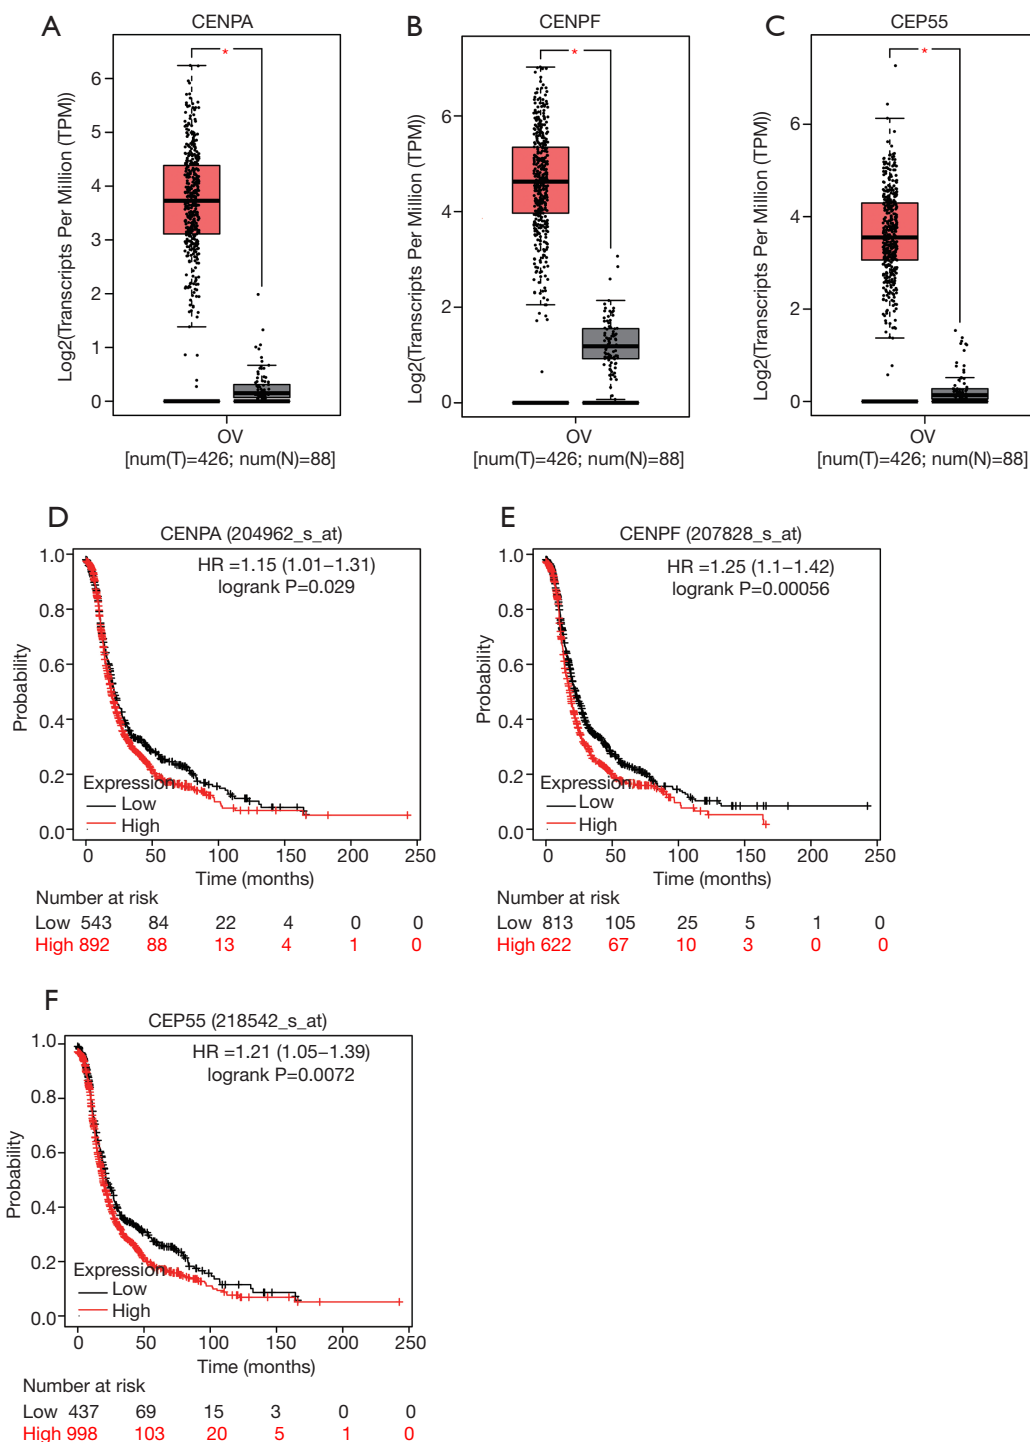 A
CENPA
*
Log2(Transcripts Per Million (TPM))
6
5
4
3
2
1
0
OV
[num(T)=426; num(N)=88]
B
CENPF
*
Log2(Transcripts Per Million (TPM))
6
4
2
0
OV
[num(T)=426; num(N)=88]
C
CEP55
*
Log2(Transcripts Per Million (TPM))
6
4
2
0
OV
[num(T)=426; num(N)=88]
D
CENPA (204962_s_at)
HR =1.15 (1.01–1.31)
logrank P=0.029
Probability
1.0
0.8
0.6
0.4
0.2
0.0
Expression
Low
High
0 50 100 150 200 250
Time (months)
Number at risk
Low 543 84 22 4 0 0
High 892 88 13 4 1 0
E
CENPF (207828_s_at)
HR =1.25 (1.1–1.42)
logrank P=0.00056
Probability
1.0
0.8
0.6
0.4
0.2
0.0
Expression
Low
High
0 50 100 150 200 250
Time (months)
Number at risk
Low 813 105 25 5 1 0
High 622 67 10 3 0 0
F
CEP55 (218542_s_at)
HR =1.21 (1.05–1.39)
logrank P=0.0072
Probability
1.0
0.8
0.6
0.4
0.2
0.0
Expression
Low
High
0 50 100 150 200 250
Time (months)
Number at risk
Low 437 69 15 3 0 0
High 998 103 20 5 1 0